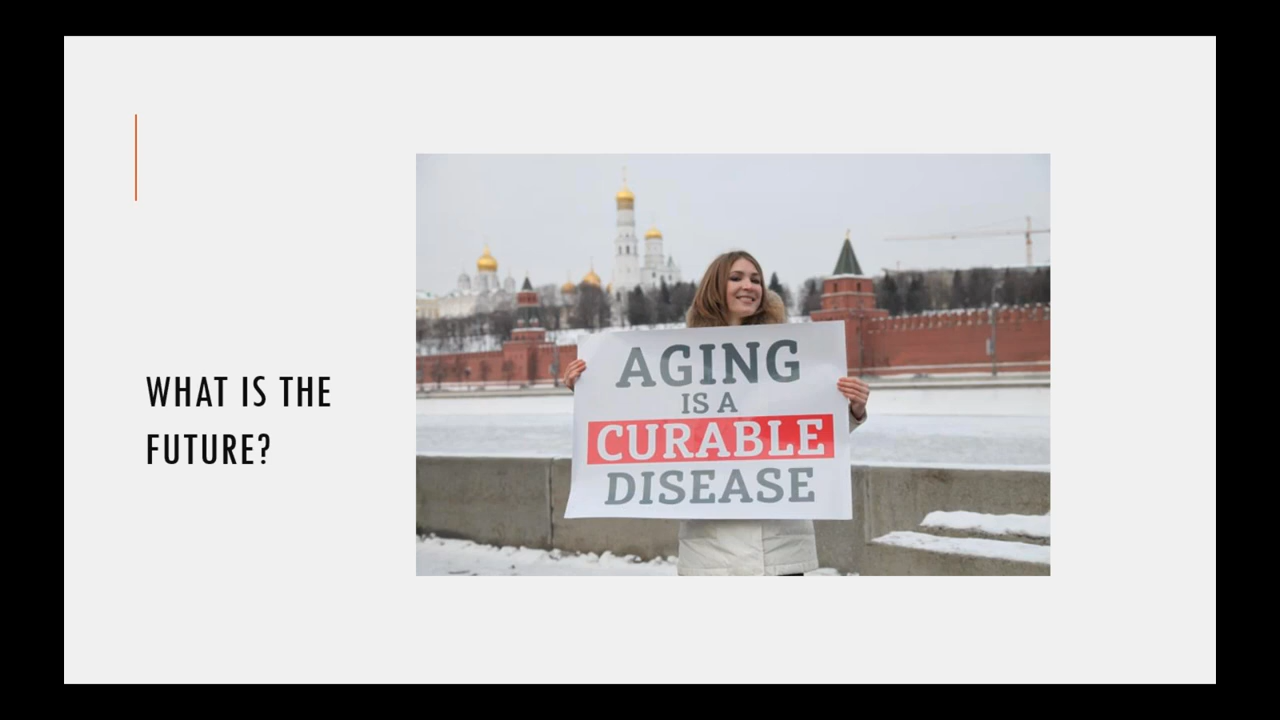 WHAT IS THE
FUTURE?
AGING
IS A
CURABLE
DISEASE